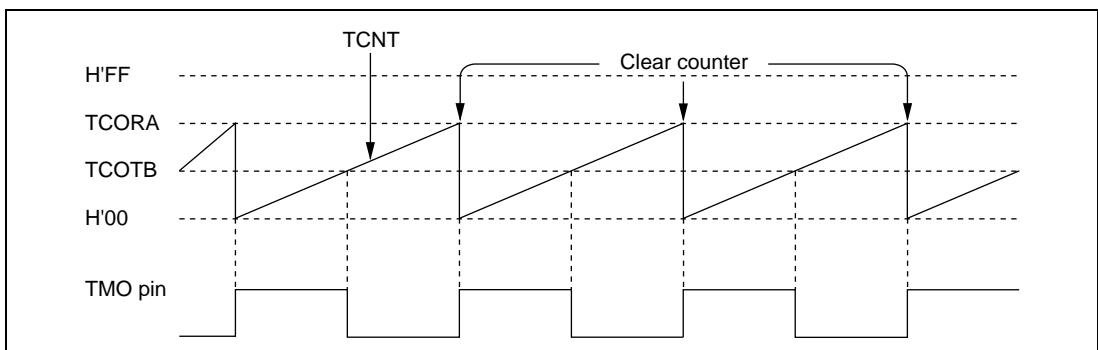 TCNT
Clear counter
H'FF
TCORA
TCOTB
H'00
TMO pin